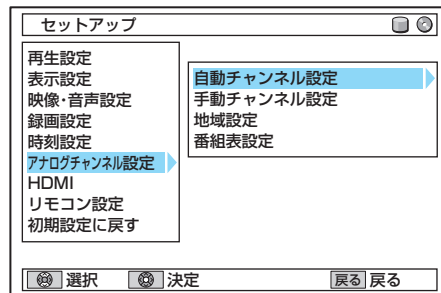 セットアップ
再生設定
表示設定
映像・音声設定
録画設定
時刻設定
アナログチャンネル設定
HDMI
リモコン設定
初期設定に戻す
自動チャンネル設定
手動チャンネル設定
地域設定
番組表設定
選択 決定 戻る 戻る